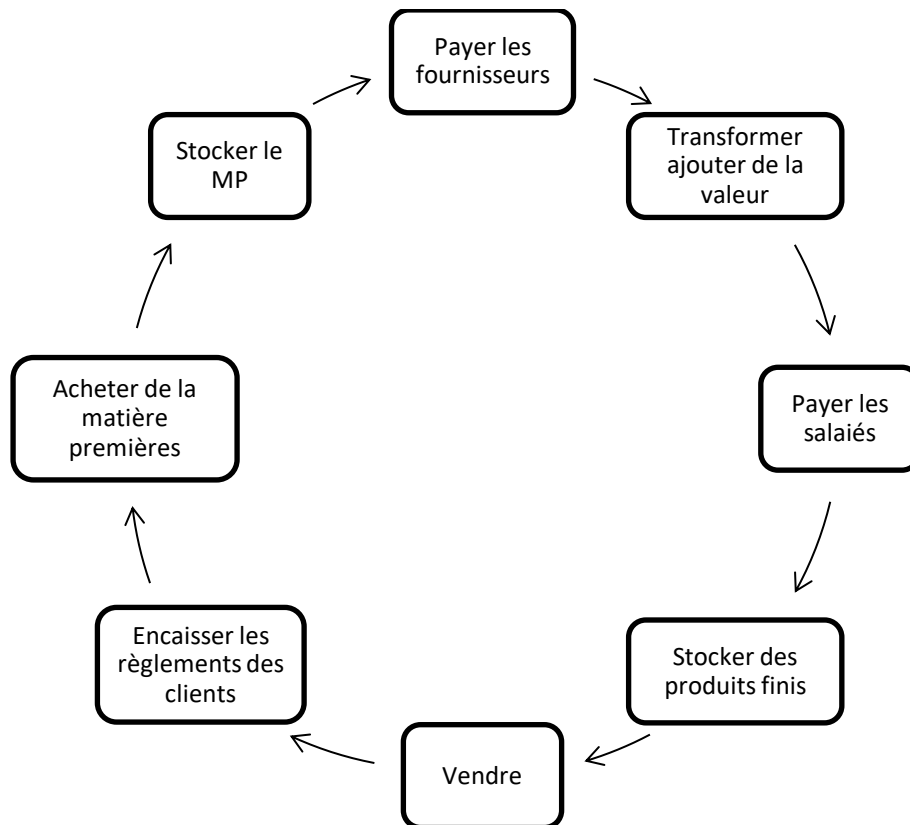 Payer les
fournisseurs
Transformer
ajouter de la
valeur
Payer les
salaiés
Stocker des
produits finis
Vendre
Encaisser les
règlements des
clients
Acheter de la
matière
premières
Stocker le
MP